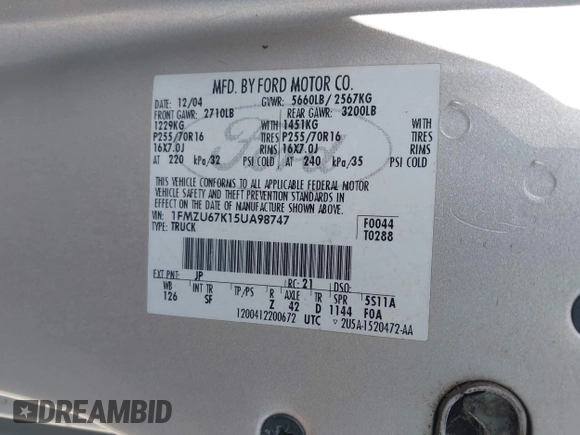 MFD. BY FORD MOTOR CO.
DATE: 12/04 GVWR: 5660LB/ 2567KG
FRONT GAWR: 2710LB REAR GAWR: 3200LB
1229KG WITH 1451KG WITH
P255/70R16 TIRES P255/70R16 TIRES
16X7.0J RIMS 16X7.0J RIMS
AT 220 kPa/32 PSI COLD AT 240 kPa/35 PSI COLD
Ford
THIS VEHICLE CONFORMS TO ALL APPLICABLE FEDERAL MOTOR
VEHICLE SAFETY AND THEFT PREVENTION STANDARDS IN EFFECT
ON THE DATE OF MANUFACTURE SHOWN ABOVE.
VIN: 1FMZU67K15UA98747 F0044
TYPE: TRUCK T0288
EXT PNT: JP RC: 21 DSO:
WB INT TR TP/PS R AXLE TR SPR 5S11A
126 SF Z 42 D 1144 F0A
1200412200672 UTC ▽ 2U5A-1520472-AA
DREAMBID